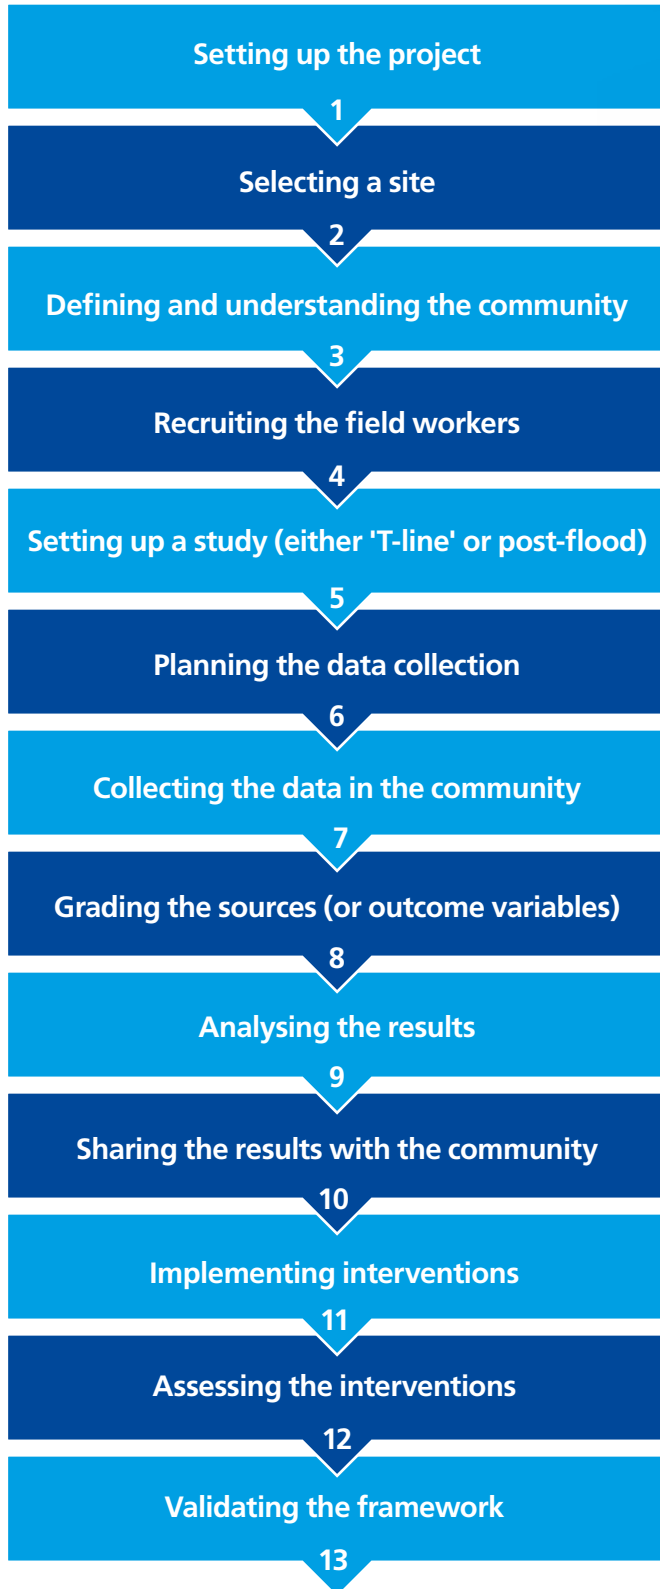 Setting up the project
1
Selecting a site
2
Defining and understanding the community
3
Recruiting the field workers
4
Setting up a study (either 'T-line' or post-flood)
5
Planning the data collection
6
Collecting the data in the community
7
Grading the sources (or outcome variables)
8
Analysing the results
9
Sharing the results with the community
10
Implementing interventions
11
Assessing the interventions
12
Validating the framework
13